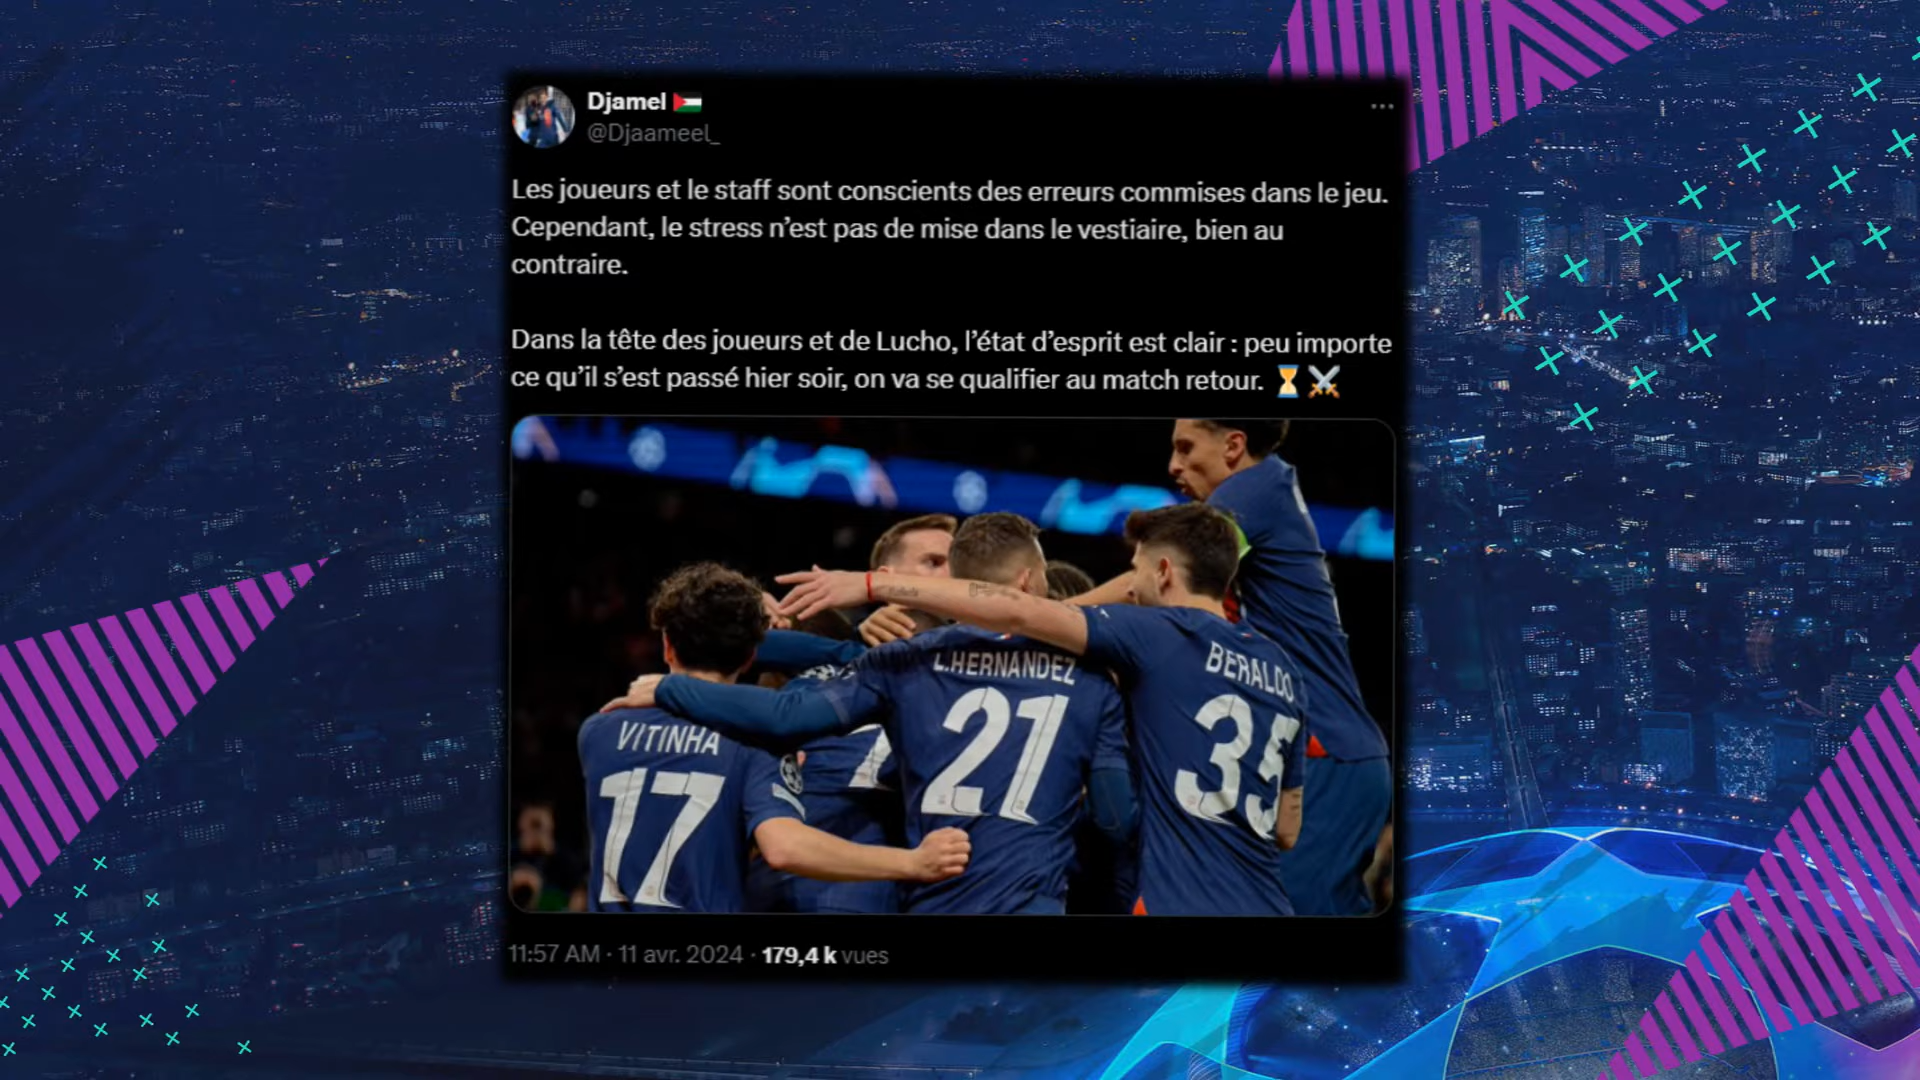 Djamel 🇵🇸
@Djaameel_
Les joueurs et le staff sont conscients des erreurs commises dans le jeu.
Cependant, le stress n’est pas de mise dans le vestiaire, bien au
contraire.
Dans la tête des joueurs et de Lucho, l’état d’esprit est clair : peu importe
ce qu’il s’est passé hier soir, on va se qualifier au match retour. ⌛⚔️
L.HERNANDEZ
21
BERALDO
35
VITINHA
17
7
11:57 AM · 11 avr. 2024 · 179,4 k vues